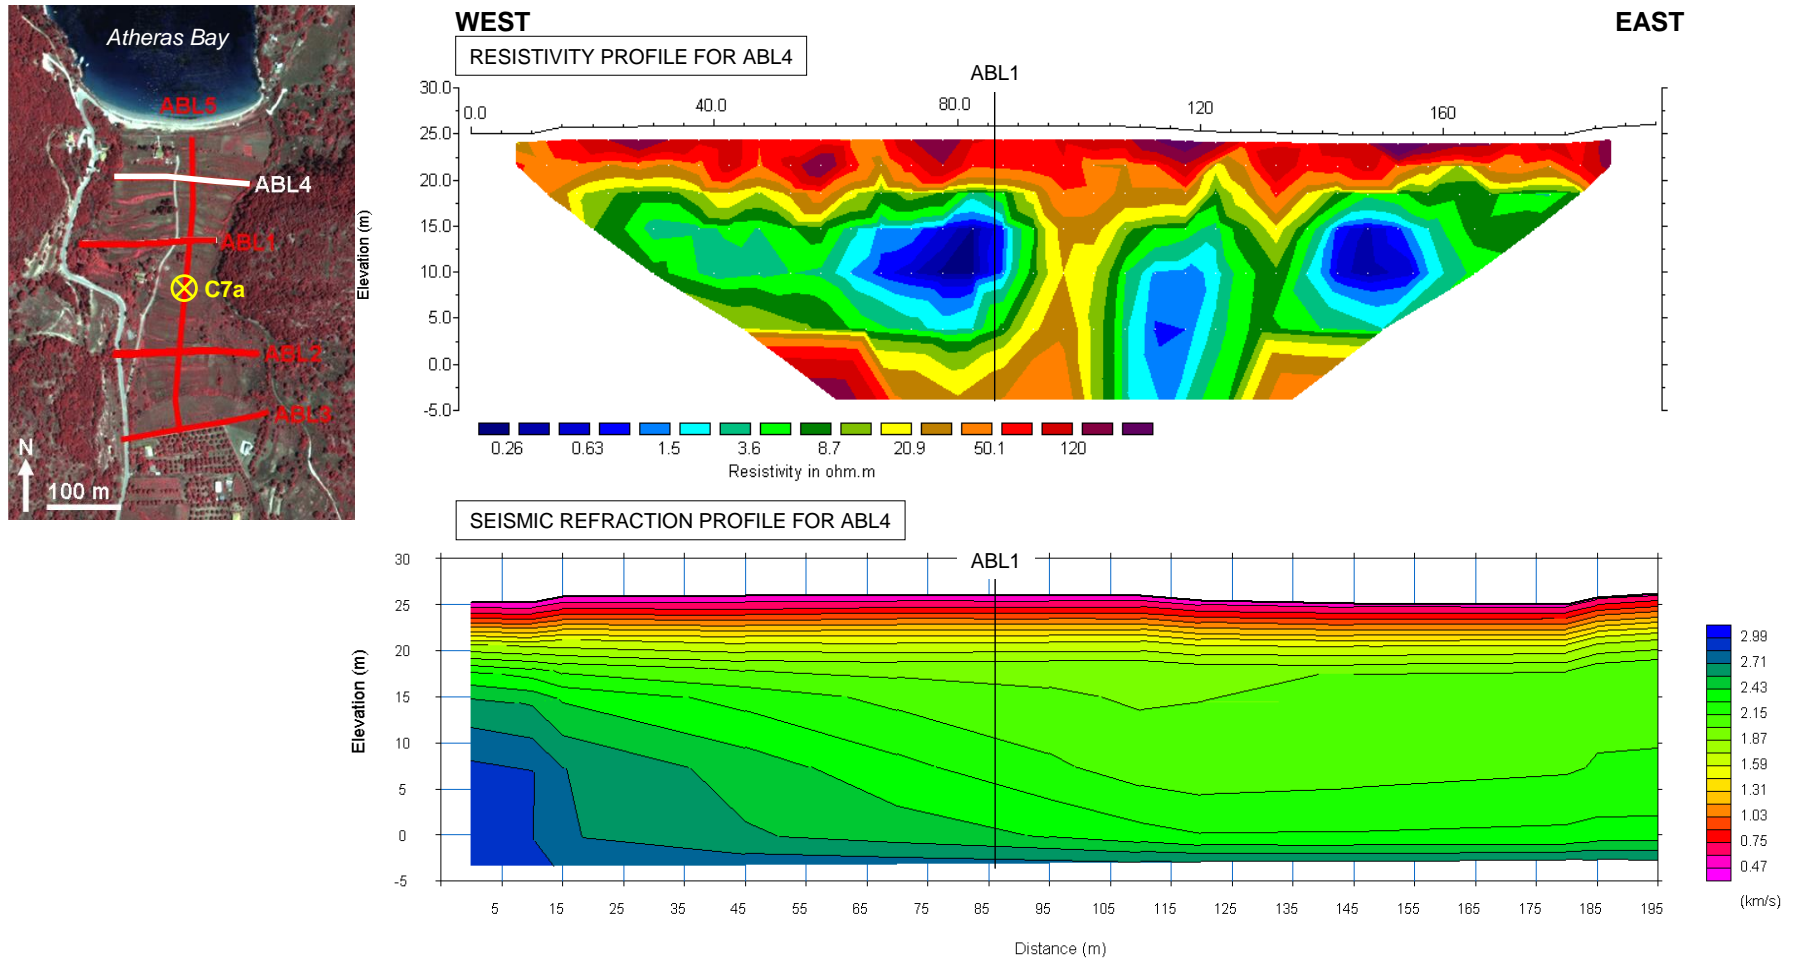 Atheras Bay
ABL5
ABL4
ABL1
C7a
ABL2
ABL3
N
100 m
WEST
EAST
RESISTIVITY PROFILE FOR ABL4
ABL1
30.0
25.0
20.0
15.0
10.0
5.0
0.0
-5.0
Elevation (m)
0.0 40.0 80.0 120 160
0.26 0.63 1.5 3.6 8.7 20.9 50.1 120
Resistivity in ohm.m
SEISMIC REFRACTION PROFILE FOR ABL4
ABL1
30
25
20
15
10
5
0
-5
Elevation (m)
5 15 25 35 45 55 65 75 85 95 105 115 125 135 145 155 165 175 185 195
Distance (m)
2.99
2.71
2.43
2.15
1.87
1.59
1.31
1.03
0.75
0.47
(km/s)